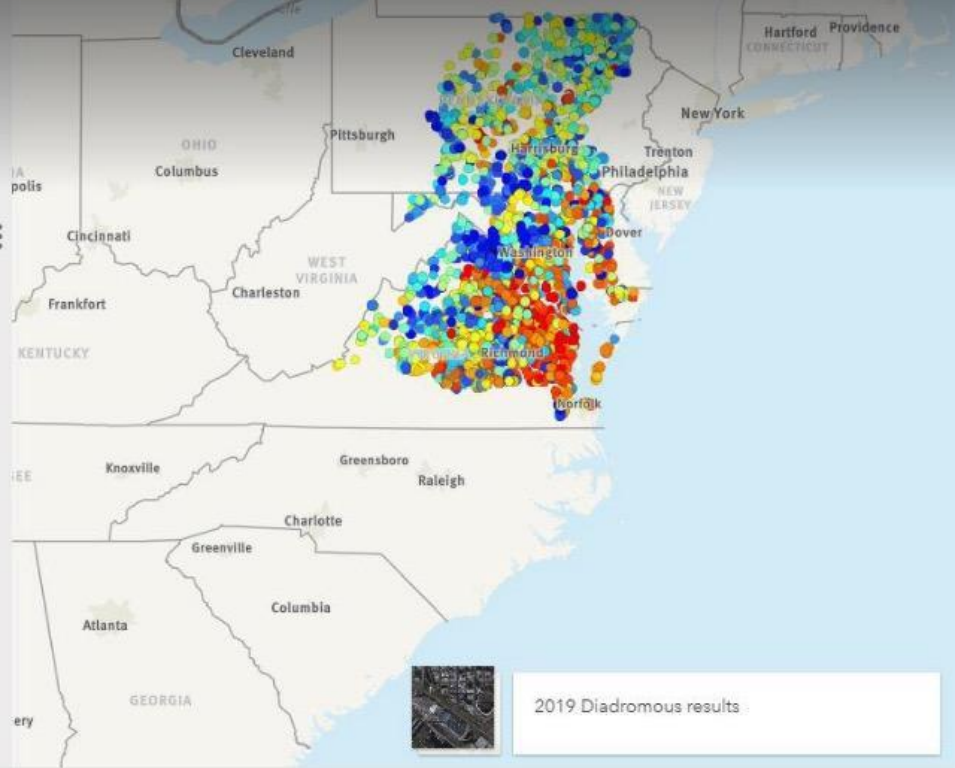 Cleveland
Hartford
Providence
CONNECTICUT
New York
Pittsburgh
OHIO
Harrisburg
Trenton
Columbus
Philadelphia
polis
NEW
JERSEY
Cincinnati
Dover
Washington
WEST
VIRGINIA
Charleston
Frankfort
KENTUCKY
Richmond
Norfolk
Knoxville
Greensboro
Raleigh
Charlotte
Greenville
Columbia
Atlanta
GEORGIA
ery
2019 Diadromous results